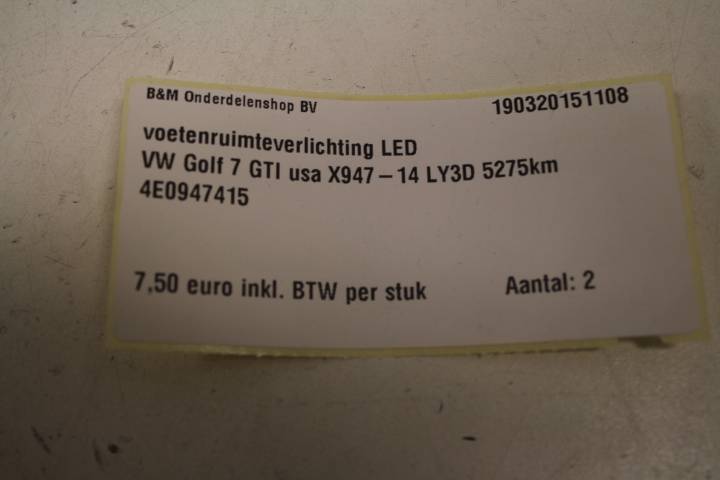 B&M Onderdelenshop BV 190320151108
voetenruimteverlichting LED
VW Golf 7 GTI usa X947-14 LY3D 5275km
4E0947415
7,50 euro inkl. BTW per stuk Aantal: 2